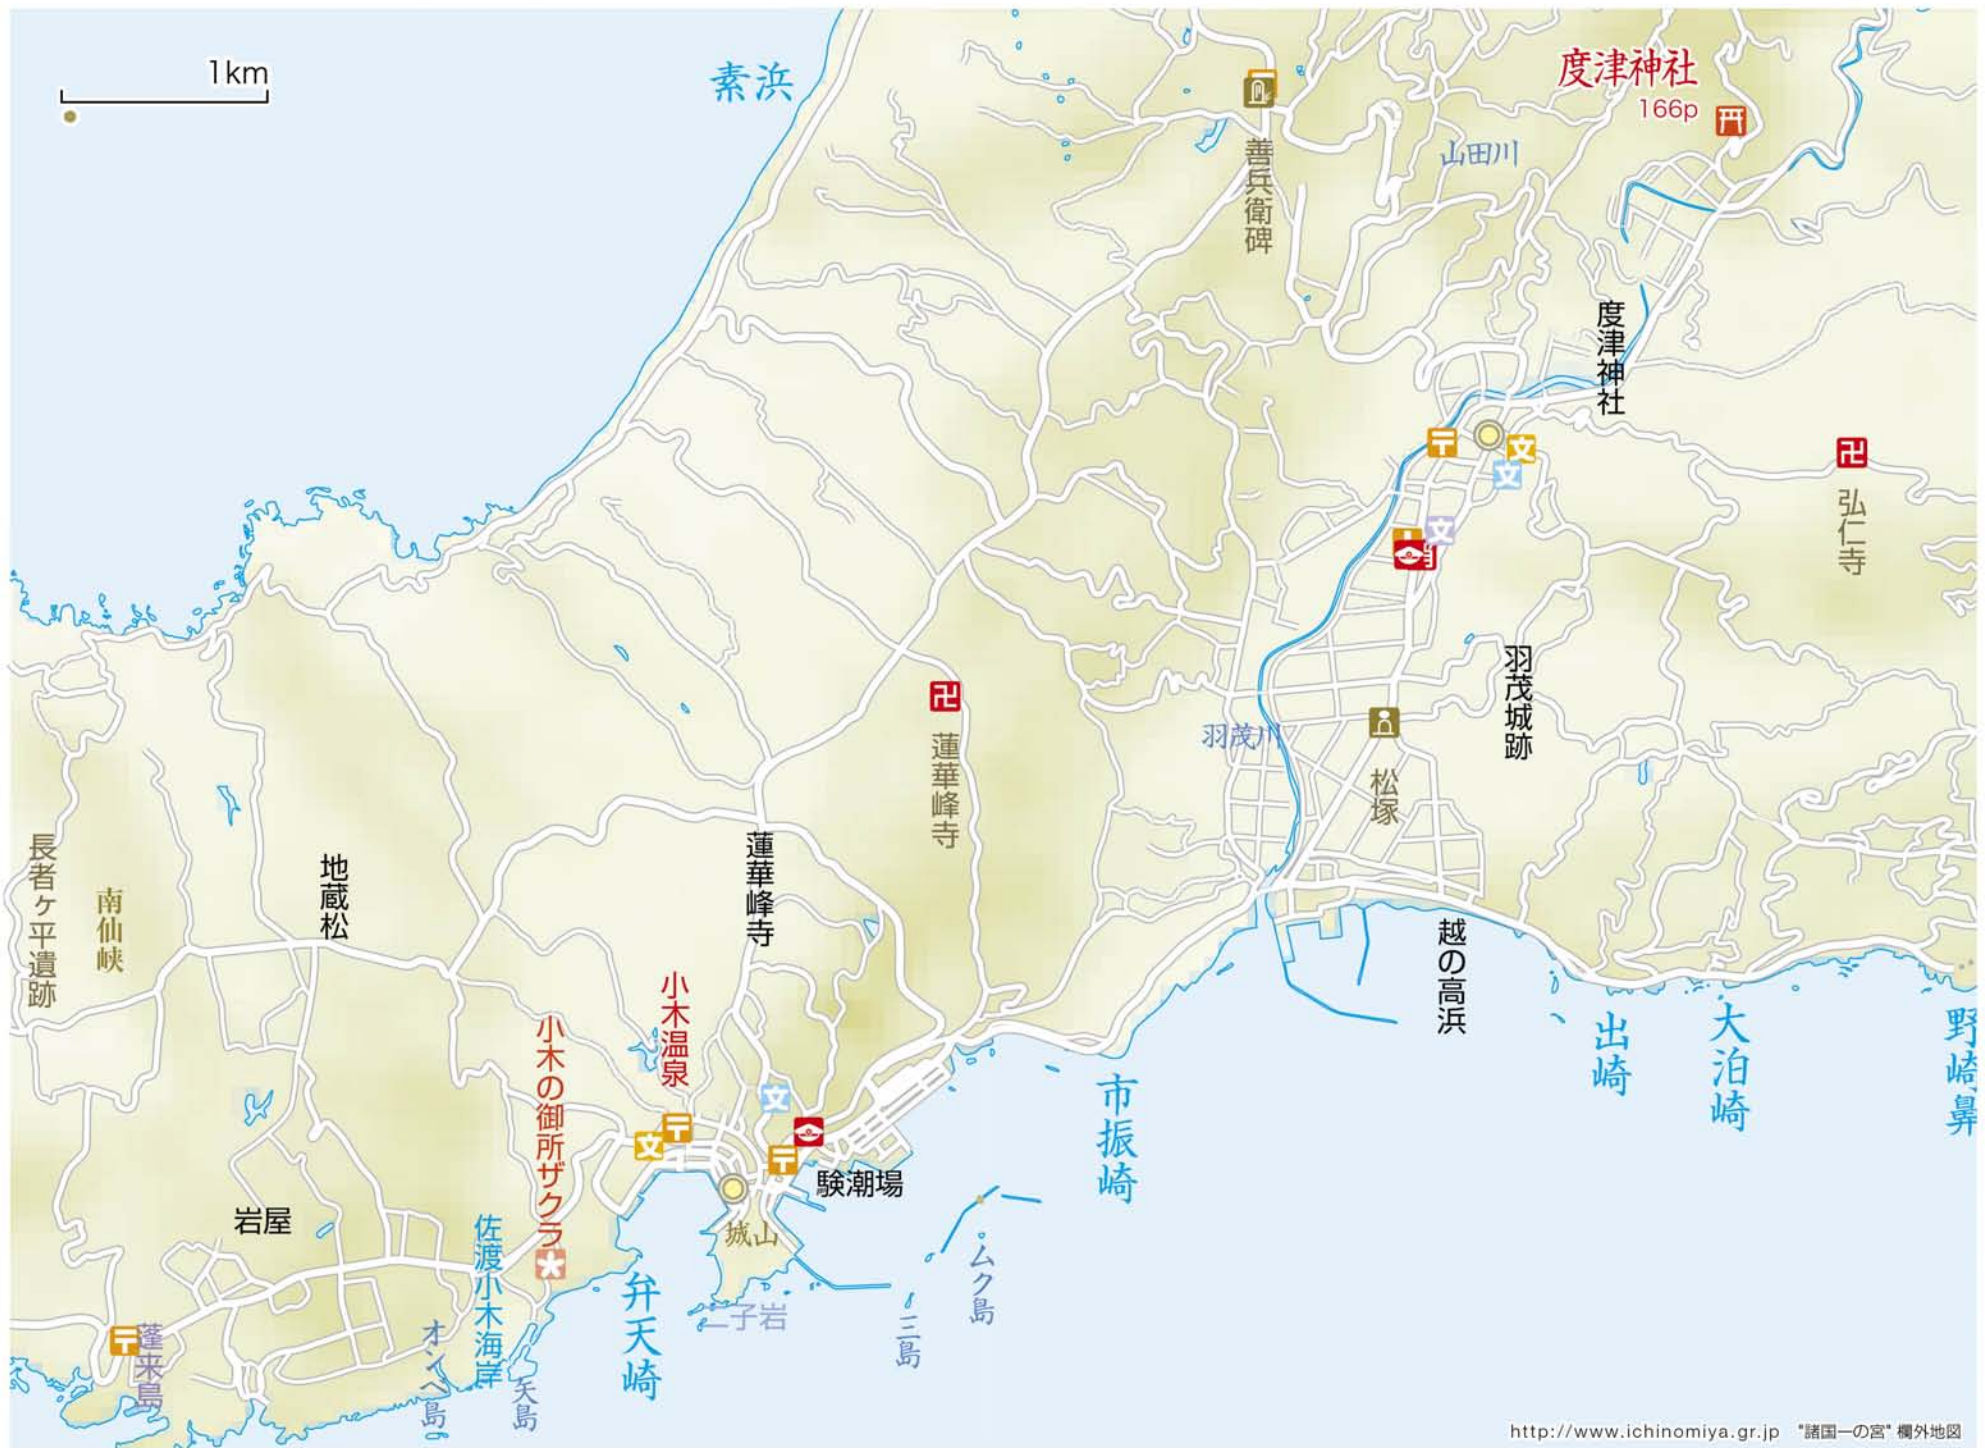 1km
素浜
度津神社
166p
山田川
善兵衛碑
度津神社
弘仁寺
羽茂城跡
蓮華峰寺
羽茂川
松塚
長者ヶ平遺跡
南仙峡
地蔵松
蓮華峰寺
越の高浜
小木温泉
小木の御所ザクラ
出崎
大泊崎
野崎鼻
市振崎
験潮場
岩屋
佐渡小木海岸
城山
ムク島
弁天崎
二子岩
三島
蓬来島
オンベ島
矢島
http://www.ichinomiya.gr.jp "諸国一の宮" 欄外地図